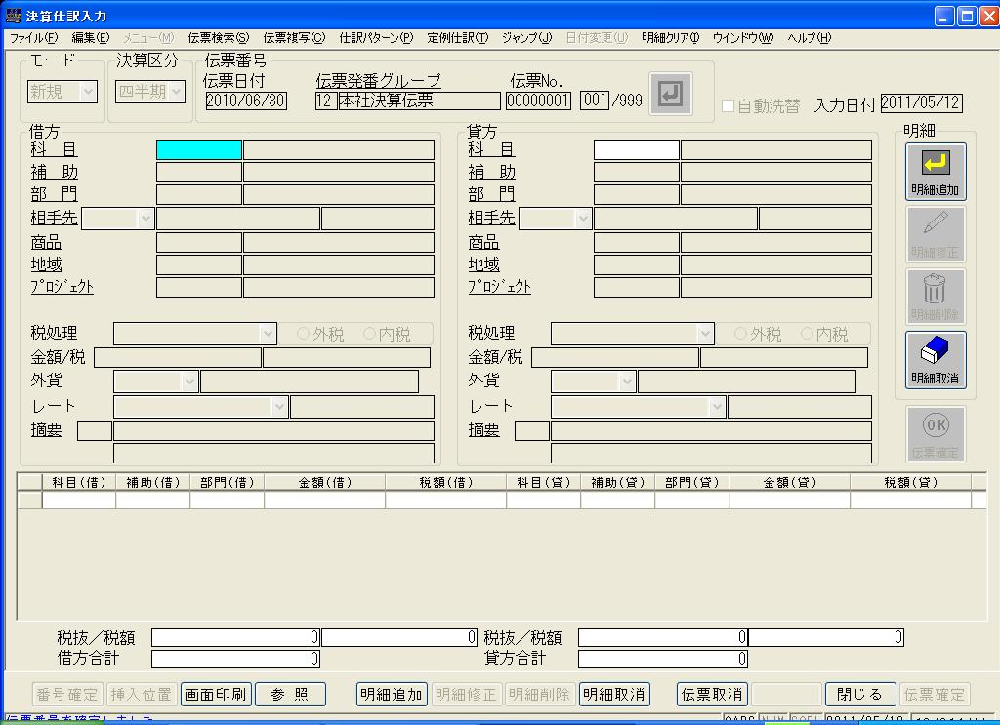 決算仕訳入力
ファイル(F) 編集(E) メニュー(M) 伝票検索(S) 伝票複写(C) 仕訳パターン(P) 定例仕訳(T) ジャンプ(J) 日付変更(U) 明細クリア(I) ウインドウ(W) ヘルプ(H)
モード 決算区分 伝票番号
新規 四半期 伝票日付 伝票発番グループ 伝票No.
2010/06/30 12 本社決算伝票 00000001 001 /999 自動洗替 入力日付 2011/05/12
借方 貸方 明細
科 目 科 目
補 助 補 助 明細追加
部 門 部 門
相手先 相手先
商品 商品 明細修正
地域 地域
プロジェクト プロジェクト 明細削除
税処理 外税 内税 税処理 外税 内税
金額/税 金額/税
外貨 外貨 明細取消
レート レート
摘要 摘要 OK
伝票確定
科目(借) 補助(借) 部門(借) 金額(借) 税額(借) 科目(貸) 補助(貸) 部門(貸) 金額(貸) 税額(貸)
税抜/税額 0 0 税抜/税額 0 0
借方合計 0 貸方合計 0
番号確定 挿入位置 画面印刷 参 照 明細追加 明細修正 明細削除 明細取消 伝票取消 閉じる 伝票確定
伝票番号を確定しました